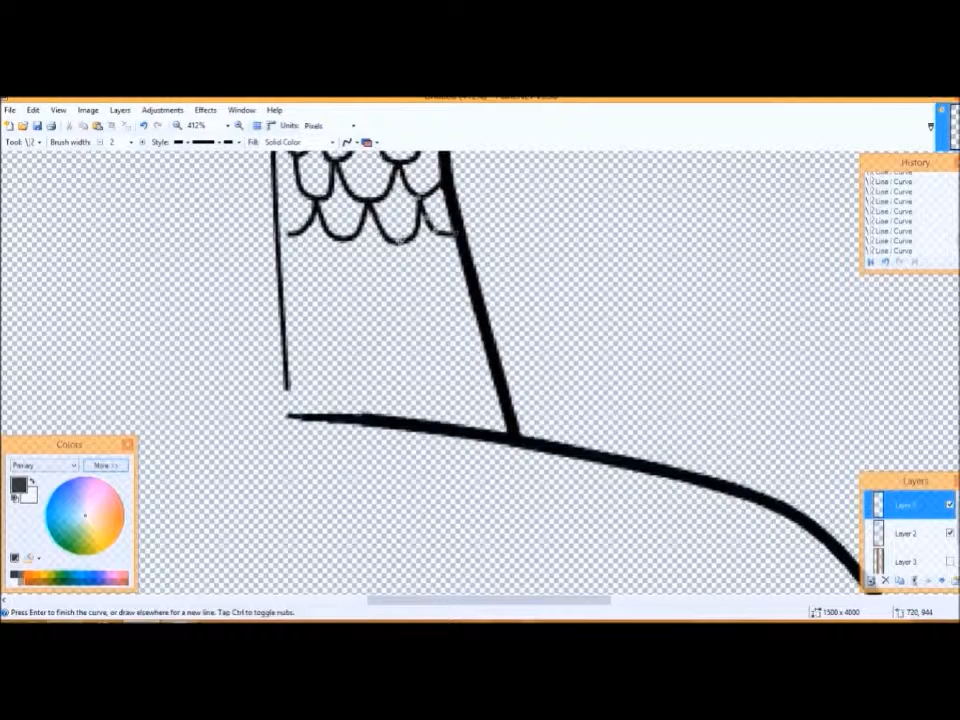 File Edit View Image Layers Adjustments Effects Window Help
412% Units: Pixels
Tool: Brush width: 2 Style: Fill: Solid Color
History
Line / Curve
Line / Curve
Line / Curve
Line / Curve
Line / Curve
Line / Curve
Line / Curve
Line / Curve
Colors
Primary More >>
Layers
Layer 2
Layer 3
Press Enter to finish the curve, or draw elsewhere for a new line. Tap Ctrl to toggle nubs.
1500 x 4000
720, 944